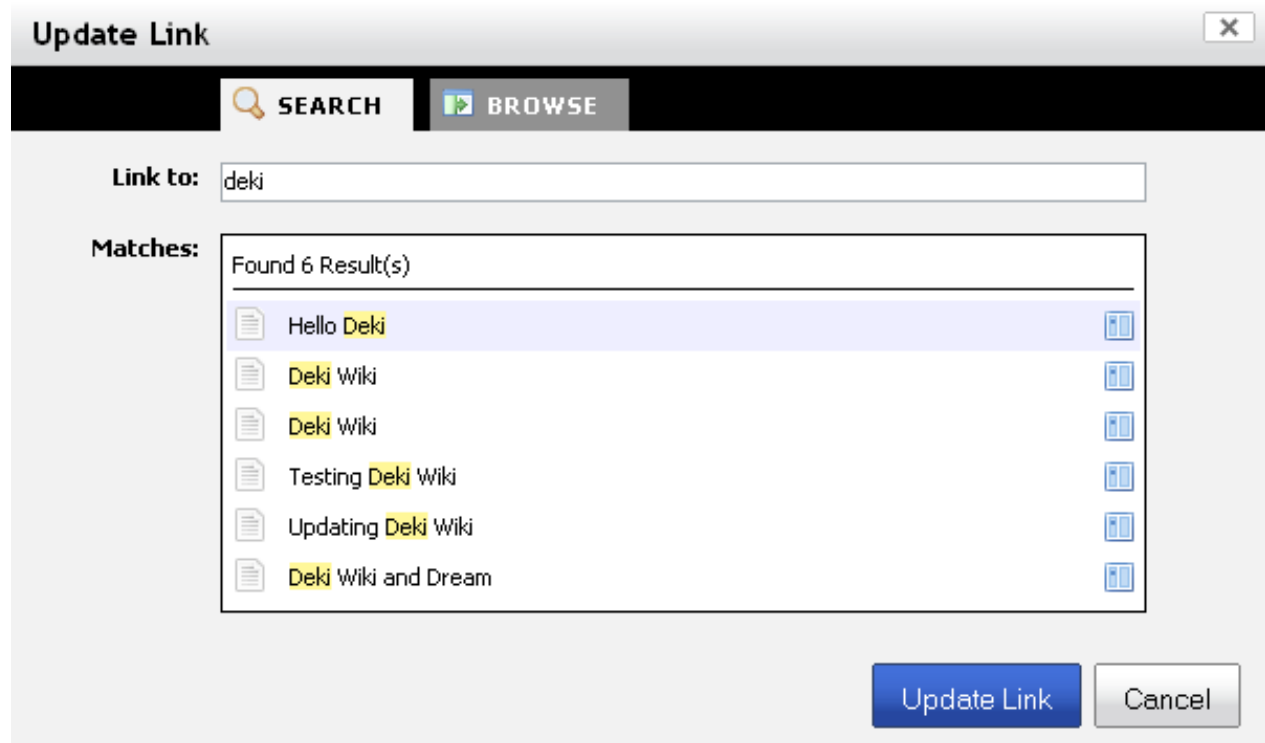 Update Link
SEARCH BROWSE
Link to: deki
Matches:
Found 6 Result(s)
Hello Deki
Deki Wiki
Deki Wiki
Testing Deki Wiki
Updating Deki Wiki
Deki Wiki and Dream
Update Link Cancel